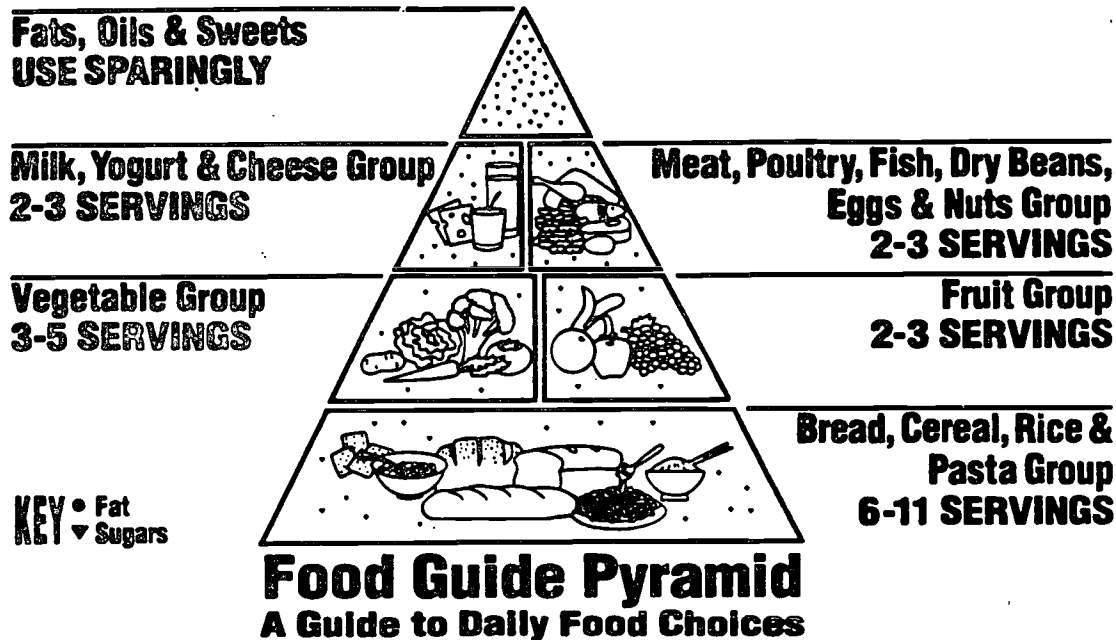 Fats, Oils & Sweets
USE SPARINGLY
Milk, Yogurt & Cheese Group
2-3 SERVINGS
Meat, Poultry, Fish, Dry Beans,
Eggs & Nuts Group
2-3 SERVINGS
Vegetable Group
3-5 SERVINGS
Fruit Group
2-3 SERVINGS
Bread, Cereal, Rice &
Pasta Group
6-11 SERVINGS
KEY
Fat
Sugars
Food Guide Pyramid
A Guide to Daily Food Choices